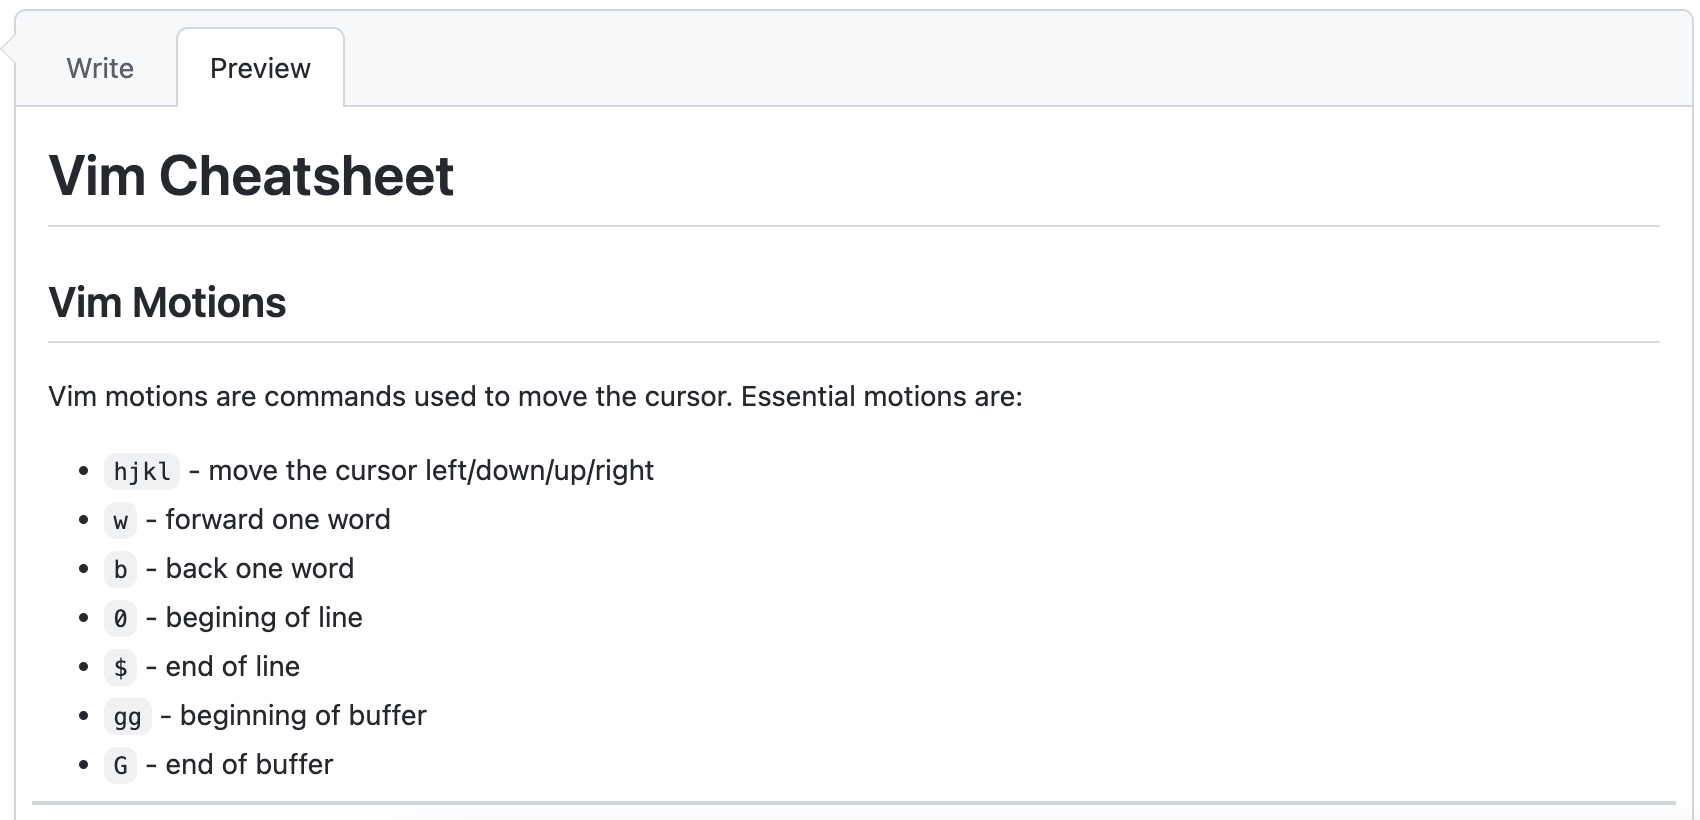 Write
Preview
Vim Cheatsheet
Vim Motions
Vim motions are commands used to move the cursor. Essential motions are:
• hjkl - move the cursor left/down/up/right
• w - forward one word
• b - back one word
• 0 - begining of line
• $ - end of line
• gg - beginning of buffer
• G - end of buffer